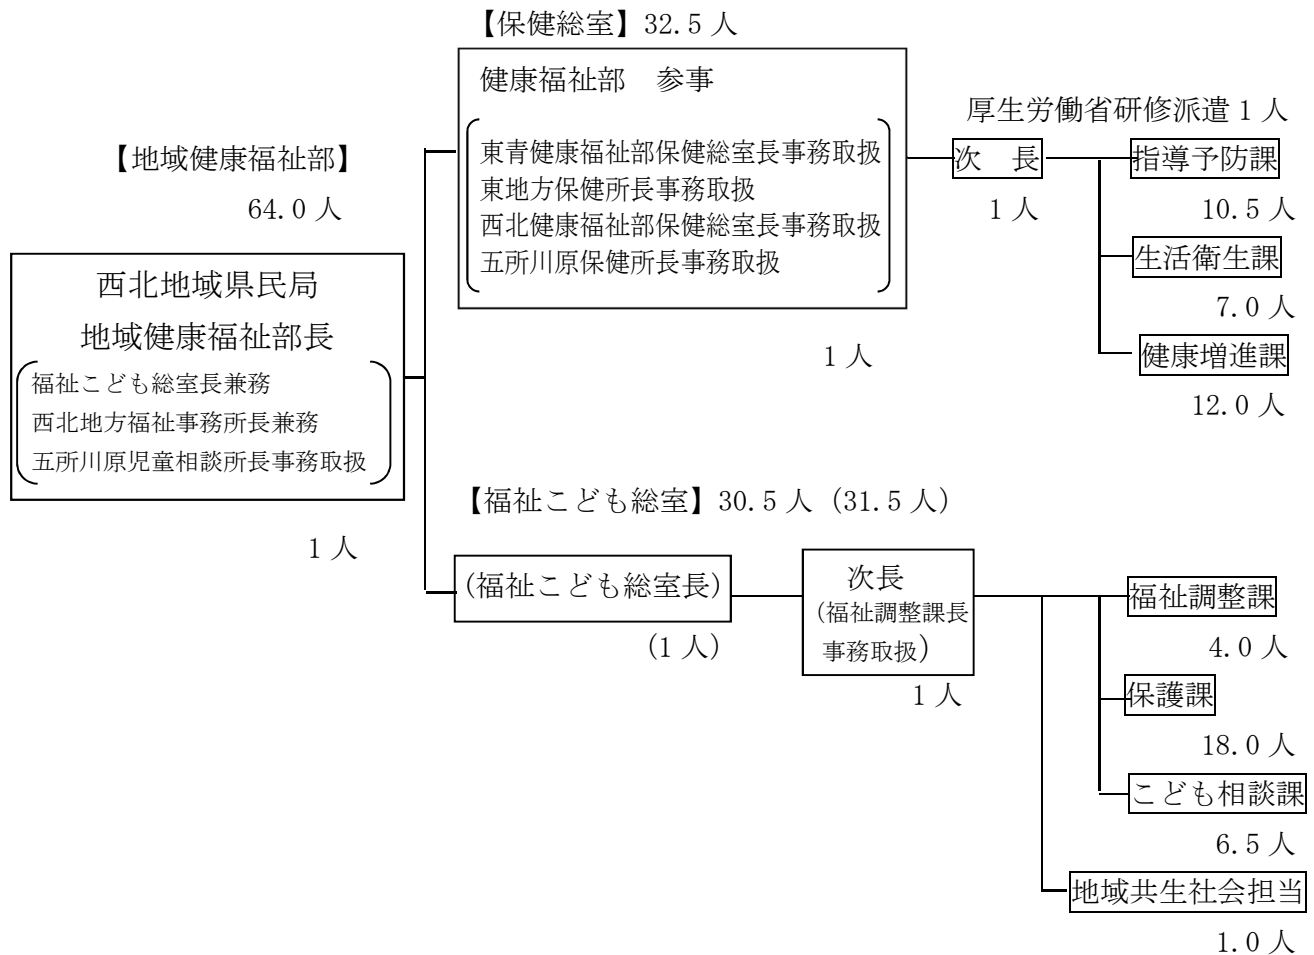 【地域健康福祉部】
64.0 人
西北地域県民局
地域健康福祉部長
福祉こども総室長兼務
西北地方福祉事務所長兼務
五所川原児童相談所長事務取扱
1 人
【保健総室】32.5 人
健康福祉部　参事
東青健康福祉部保健総室長事務取扱
東地方保健所長事務取扱
西北健康福祉部保健総室長事務取扱
五所川原保健所長事務取扱
1 人
次　長
1 人
厚生労働省研修派遣 1 人
指導予防課
10.5 人
生活衛生課
7.0 人
健康増進課
12.0 人
【福祉こども総室】30.5 人（31.5 人）
(福祉こども総室長)
(1 人)
次長
(福祉調整課長
事務取扱)
1 人
福祉調整課
4.0 人
保護課
18.0 人
こども相談課
6.5 人
地域共生社会担当
1.0 人